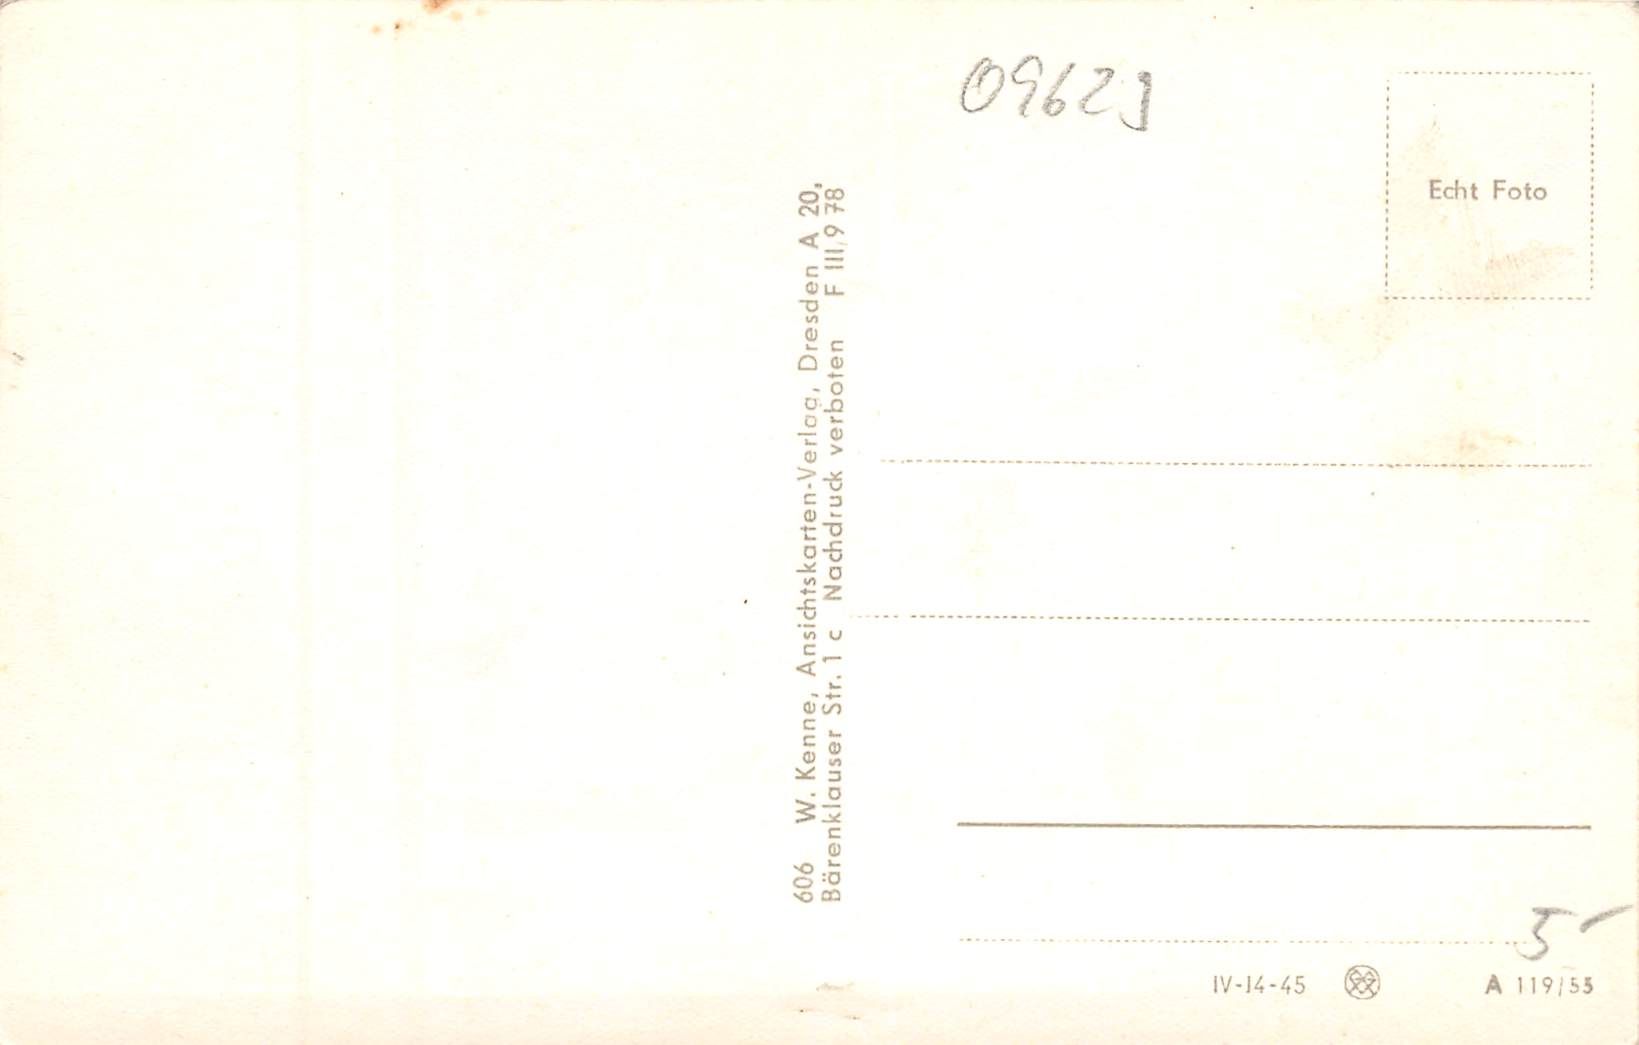 09629
Echt Foto
606 W. Kenne, Ansichtskarten-Verlag, Dresden A 20,
Bärenklauser Str. 1 c Nachdruck verboten F III/9 78
5
IV-14-45 A 119/55